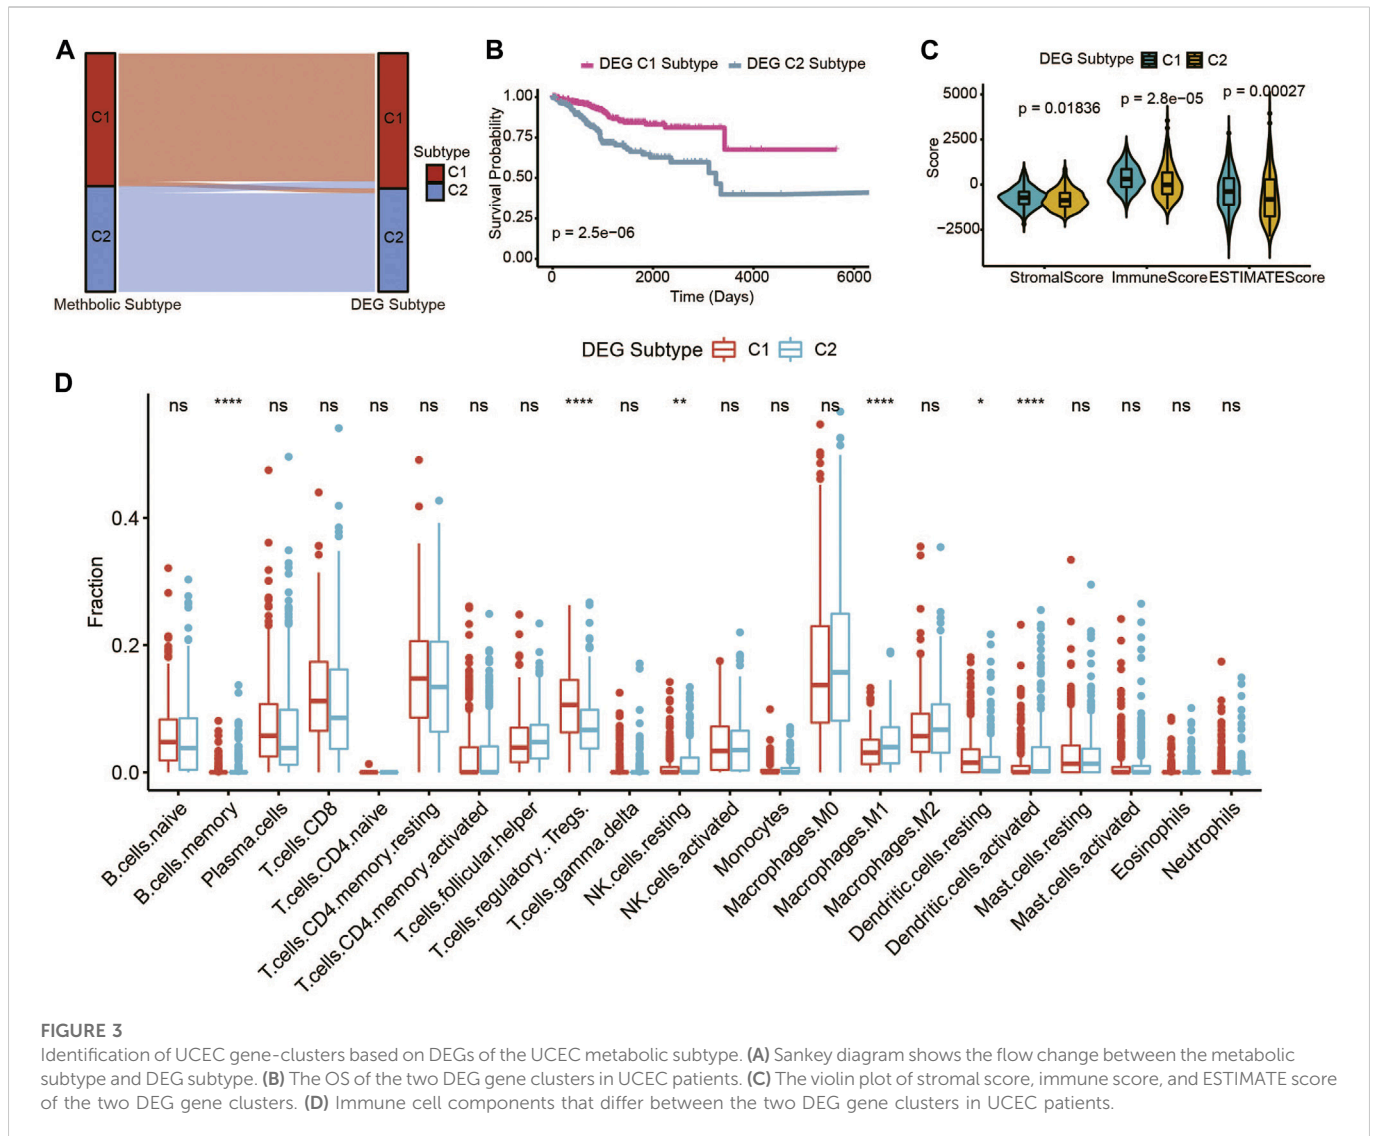 A
C1
C2
C1
C2
Subtype
C1
C2
Methbolic Subtype
DEG Subtype
B
DEG C1 Subtype
DEG C2 Subtype
Survival Probability
1.00
0.75
0.50
0.25
0.00
p = 2.5e−06
0
2000
4000
6000
Time (Days)
C
DEG Subtype C1 C2
Score
5000
2500
0
−2500
p = 0.01836
p = 2.8e−05
p = 0.00027
StromalScore
ImmuneScore
ESTIMATEScore
DEG Subtype C1 C2
D
ns **** ns ns ns ns ns ns **** ns ** ns ns ns **** ns * **** ns ns ns ns
Fraction
0.4
0.2
0.0
B.cells.naive
B.cells.memory
Plasma.cells
T.cells.CD8
T.cells.CD4.naive
T.cells.CD4.memory.resting
T.cells.CD4.memory.activated
T.cells.follicular.helper
T.cells.regulatory..Tregs.
T.cells.gamma.delta
NK.cells.resting
NK.cells.activated
Monocytes
Macrophages.M0
Macrophages.M1
Macrophages.M2
Dendritic.cells.resting
Dendritic.cells.activated
Mast.cells.resting
Mast.cells.activated
Eosinophils
Neutrophils
FIGURE 3
Identification of UCEC gene-clusters based on DEGs of the UCEC metabolic subtype. (A) Sankey diagram shows the flow change between the metabolic
subtype and DEG subtype. (B) The OS of the two DEG gene clusters in UCEC patients. (C) The violin plot of stromal score, immune score, and ESTIMATE score
of the two DEG gene clusters. (D) Immune cell components that differ between the two DEG gene clusters in UCEC patients.